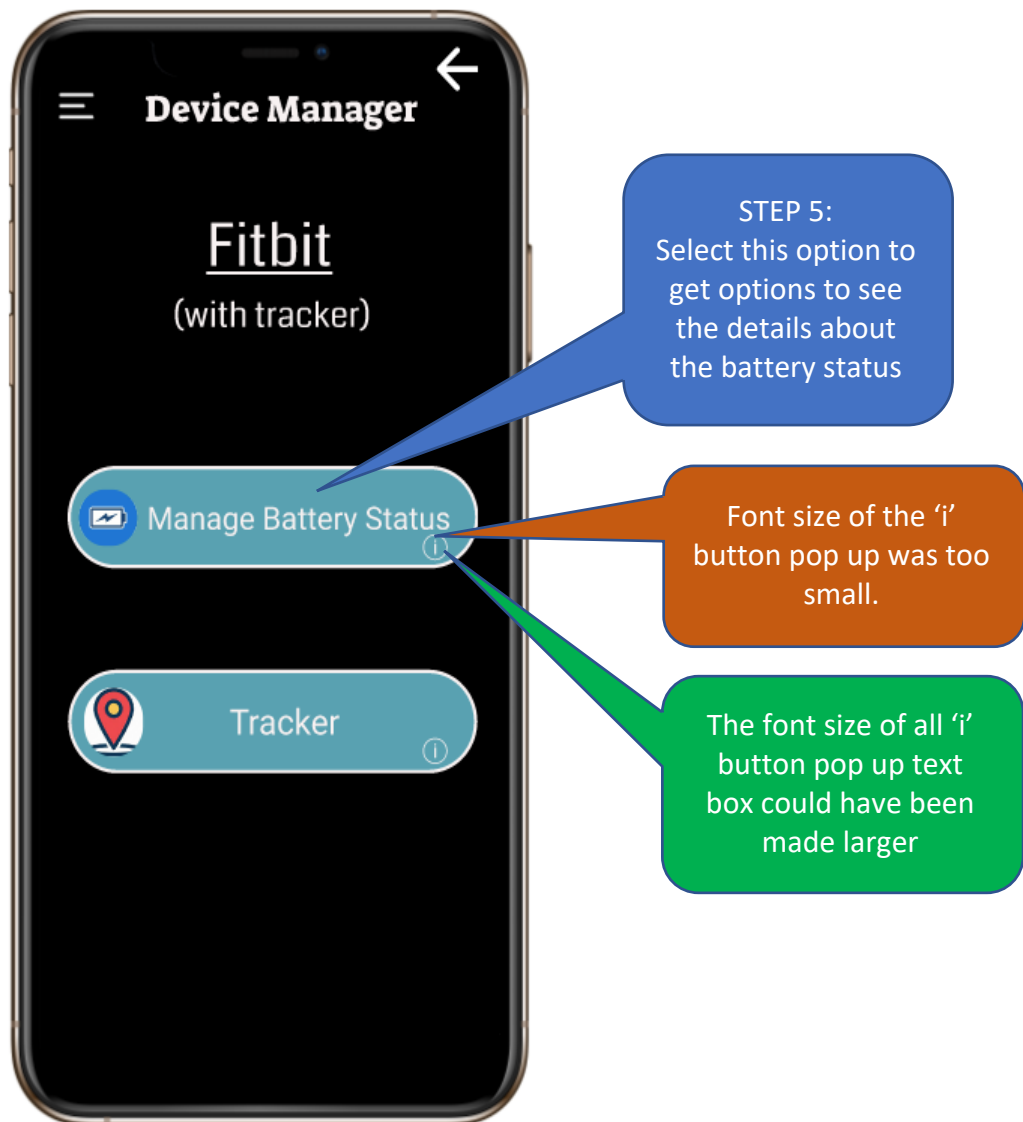 Device Manager
Fitbit
(with tracker)
STEP 5:
Select this option to
get options to see
the details about
the battery status
Manage Battery Status
i
Font size of the ‘i’
button pop up was too
small.
Tracker
i
The font size of all ‘i’
button pop up text
box could have been
made larger